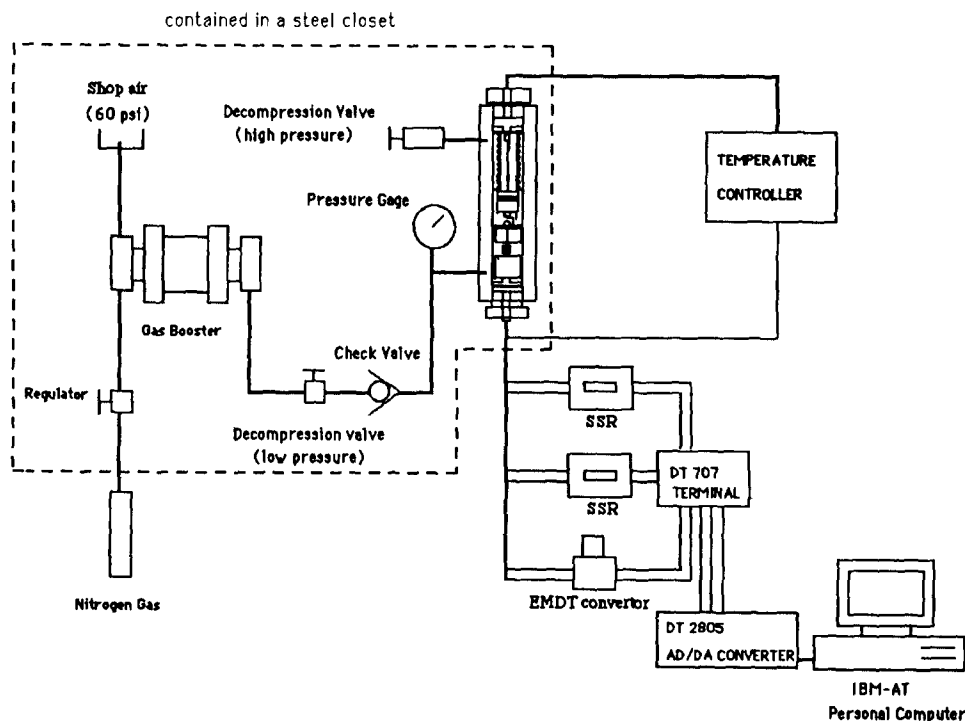 contained in a steel closet
Shop air
(60 psi)
Decompression Valve
(high pressure)
TEMPERATURE
CONTROLLER
Pressure Gage
Gas Booster
Check Valve
Regulator
SSR
Decompression valve
(low pressure)
DT 707
TERMINAL
SSR
Nitrogen Gas
EMDT convertor
DT 2805
AD/DA CONVERTER
IBM-AT
Personal Computer